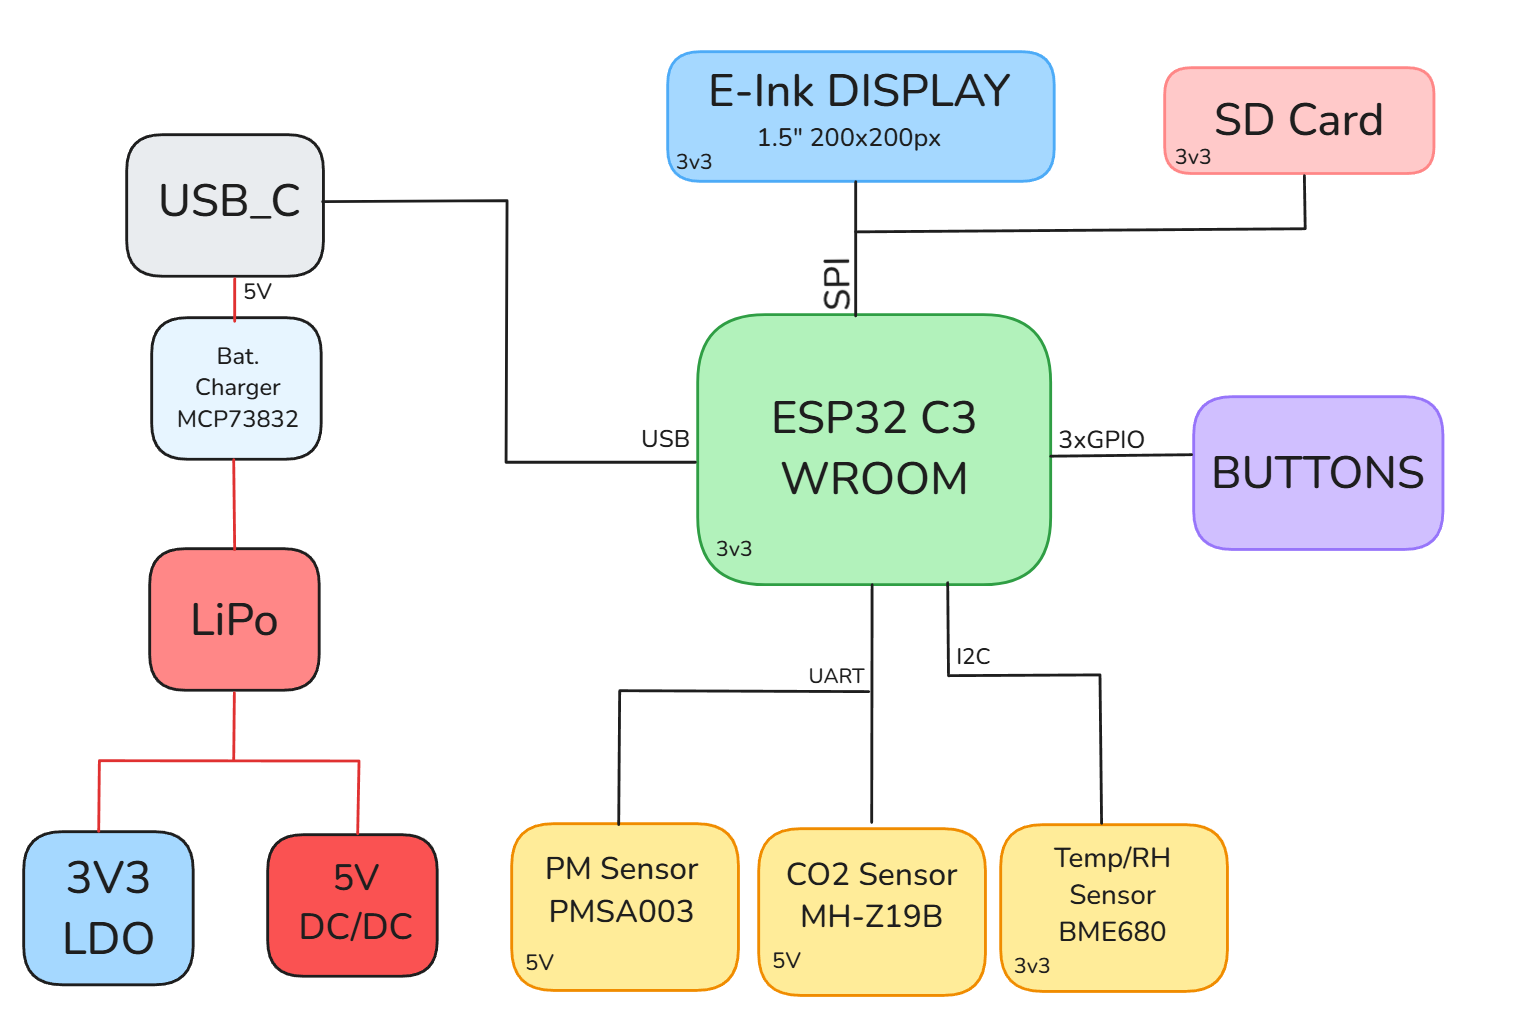 E-Ink DISPLAY
1.5" 200x200px
3v3
SD Card
3v3
USB_C
5V
Bat.
Charger
MCP73832
SPI
USB
ESP32 C3
WROOM
3v3
3xGPIO
BUTTONS
LiPo
UART
I2C
3V3
LDO
5V
DC/DC
PM Sensor
PMSA003
5V
CO2 Sensor
MH-Z19B
5V
Temp/RH
Sensor
BME680
3v3